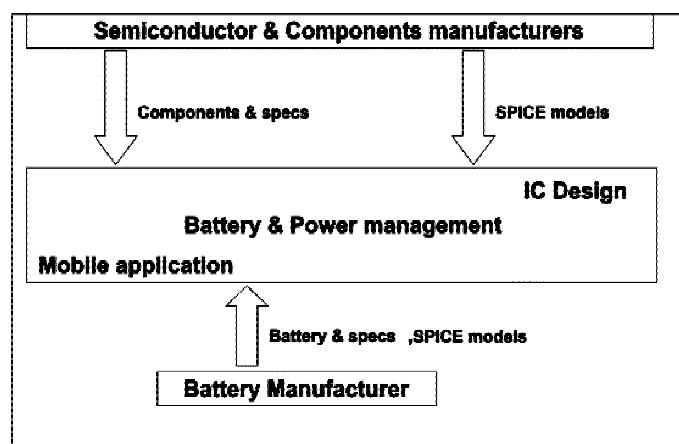 Semiconductor & Components manufacturers
Components & specs
SPICE models
IC Design
Battery & Power management
Mobile application
Battery & specs ,SPICE models
Battery Manufacturer